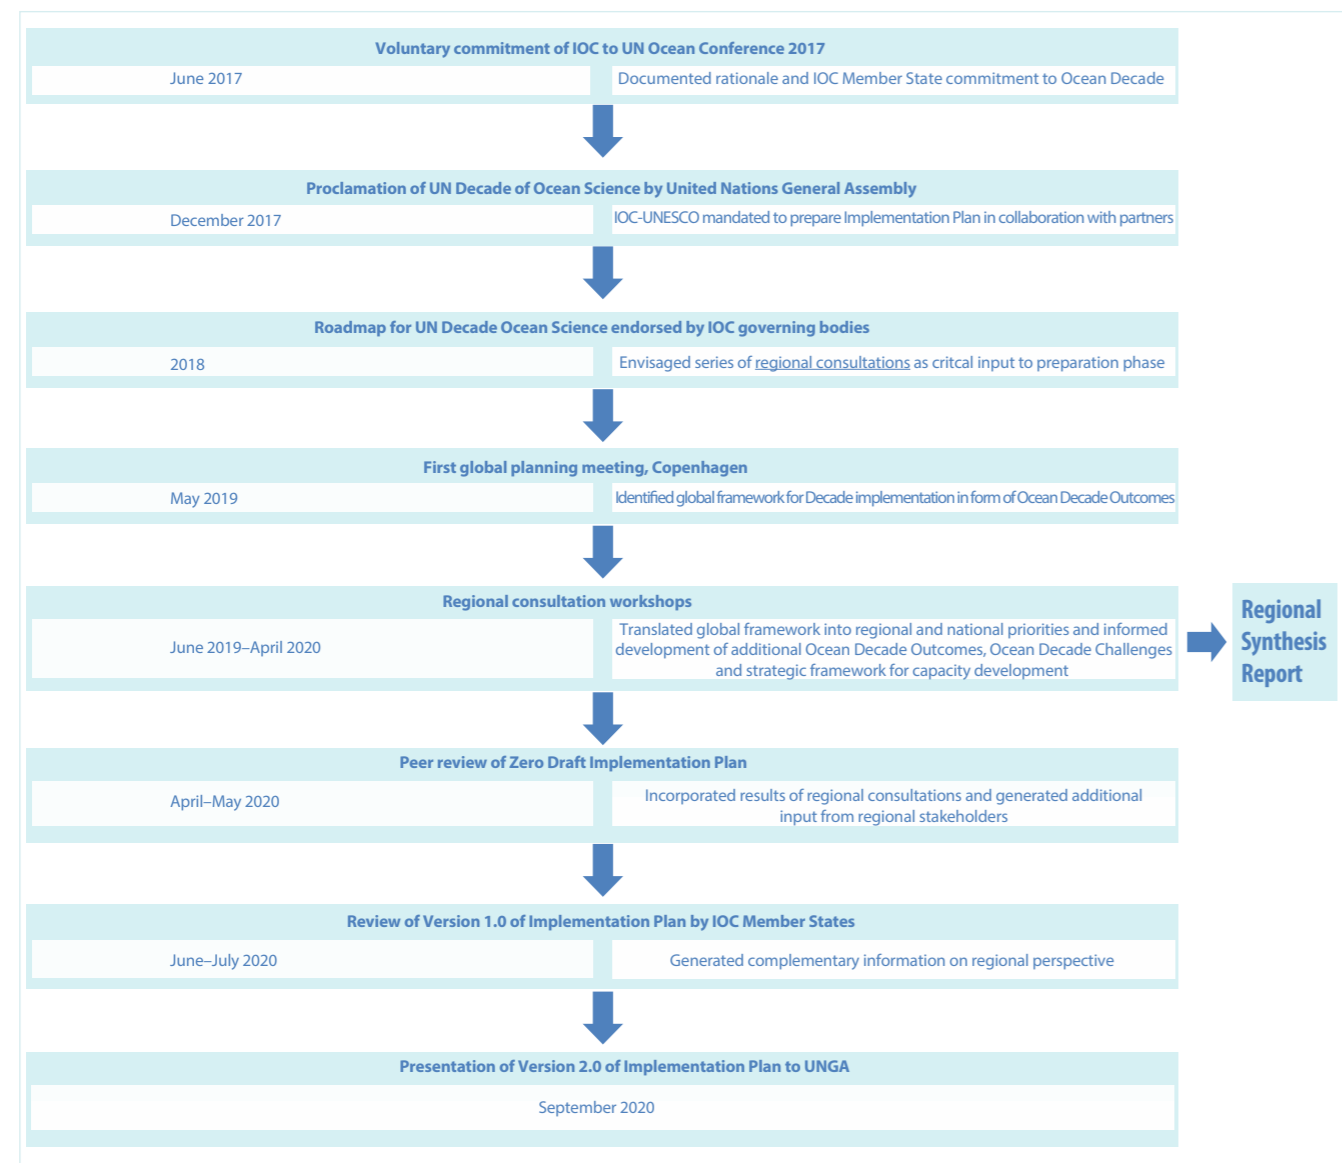 Voluntary commitment of IOC to UN Ocean Conference 2017
June 2017
Documented rationale and IOC Member State commitment to Ocean Decade
Proclamation of UN Decade of Ocean Science by United Nations General Assembly
December 2017
IOC-UNESCO mandated to prepare Implementation Plan in collaboration with partners
Roadmap for UN Decade Ocean Science endorsed by IOC governing bodies
2018
Envisaged series of regional consultations as critcal input to preparation phase
First global planning meeting, Copenhagen
May 2019
Identified global framework for Decade implementation in form of Ocean Decade Outcomes
Regional consultation workshops
June 2019–April 2020
Translated global framework into regional and national priorities and informed
development of additional Ocean Decade Outcomes, Ocean Decade Challenges
and strategic framework for capacity development
Regional
Synthesis
Report
Peer review of Zero Draft Implementation Plan
April–May 2020
Incorporated results of regional consultations and generated additional
input from regional stakeholders
Review of Version 1.0 of Implementation Plan by IOC Member States
June–July 2020
Generated complementary information on regional perspective
Presentation of Version 2.0 of Implementation Plan to UNGA
September 2020